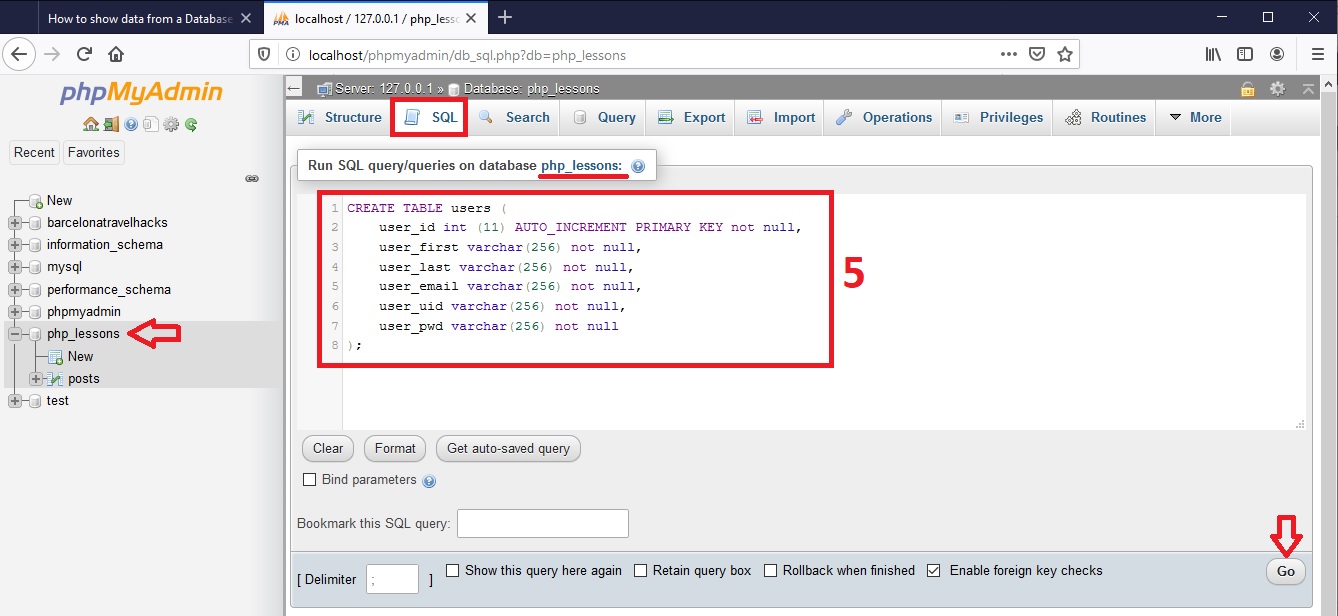 How to show data from a Database
localhost / 127.0.0.1 / php_lesso
localhost/phpmyadmin/db_sql.php?db=php_lessons
phpMyAdmin
Recent Favorites
New
barcelonatravelhacks
information_schema
mysql
performance_schema
phpmyadmin
php_lessons
New
posts
test
Server: 127.0.0.1 » Database: php_lessons
Structure SQL Search Query Export Import Operations Privileges Routines More
Run SQL query/queries on database php_lessons:
1 CREATE TABLE users (
2 user_id int (11) AUTO_INCREMENT PRIMARY KEY not null,
3 user_first varchar(256) not null,
4 user_last varchar(256) not null,
5 user_email varchar(256) not null,
6 user_uid varchar(256) not null,
7 user_pwd varchar(256) not null
8 );
5
Clear Format Get auto-saved query
Bind parameters
Bookmark this SQL query:
[ Delimiter ; ] Show this query here again Retain query box Rollback when finished Enable foreign key checks
Go